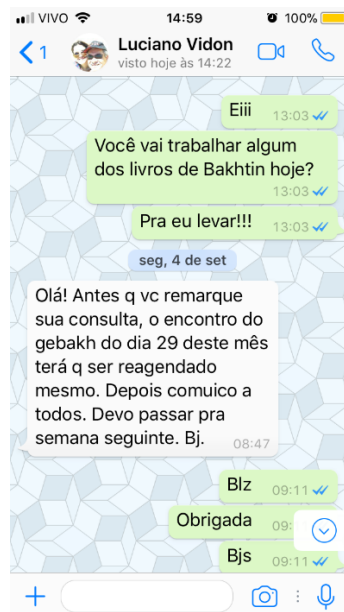 VIVO 14:59 100%
1 Luciano Vidon
visto hoje às 14:22
Eiii 13:03
Você vai trabalhar algum
dos livros de Bakhtin hoje?
13:03
Pra eu levar!!! 13:03
seg, 4 de set
Olá! Antes q vc remarque
sua consulta, o encontro do
gebakh do dia 29 deste mês
terá q ser reagendado
mesmo. Depois comuico a
todos. Devo passar pra
semana seguinte. Bj. 08:47
Blz 09:11
Obrigada 09:
Bjs 09:11